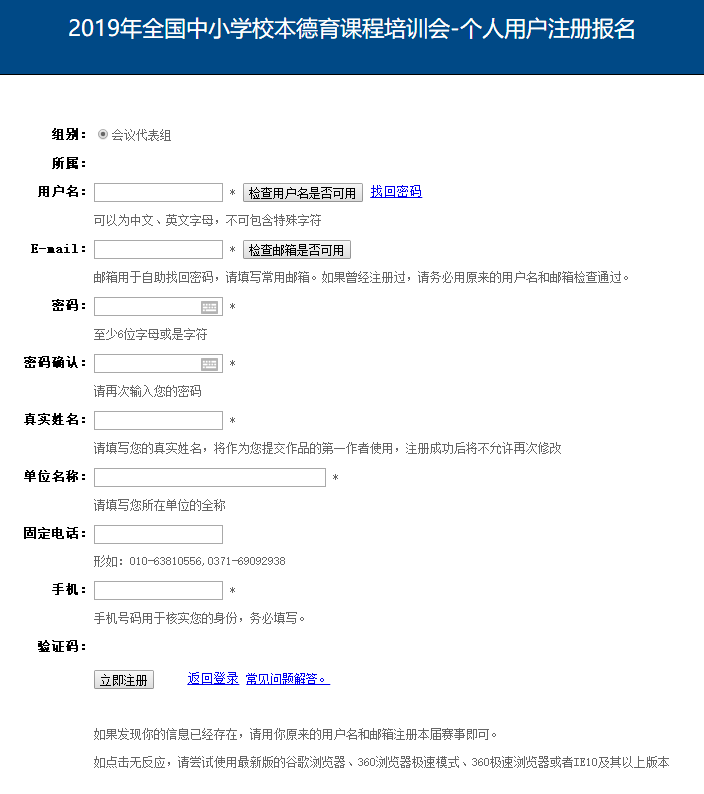 2019年全国中小学校本德育课程培训会-个人用户注册报名
组别： 会议代表组
所属：
用户名： * 检查用户名是否可用 找回密码
可以为中文、英文字母，不可包含特殊字符
E-mail： * 检查邮箱是否可用
邮箱用于自助找回密码，请填写常用邮箱。如果曾经注册过，请务必用原来的用户名和邮箱检查通过。
密码： *
至少6位字母或是字符
密码确认： *
请再次输入您的密码
真实姓名： *
请填写您的真实姓名，将作为您提交作品的第一作者使用，注册成功后将不允许再次修改
单位名称： *
请填写您所在单位的全称
固定电话：
形如：010-63810556,0371-69092938
手机： *
手机号码用于核实您的身份，务必填写。
验证码：
立即注册 返回登录 常见问题解答。
如果发现你的信息已经存在，请用你原来的用户名和邮箱注册本届赛事即可。
如点击无反应，请尝试使用最新版的谷歌浏览器、360浏览器极速模式、360极速浏览器或者IE10及其以上版本